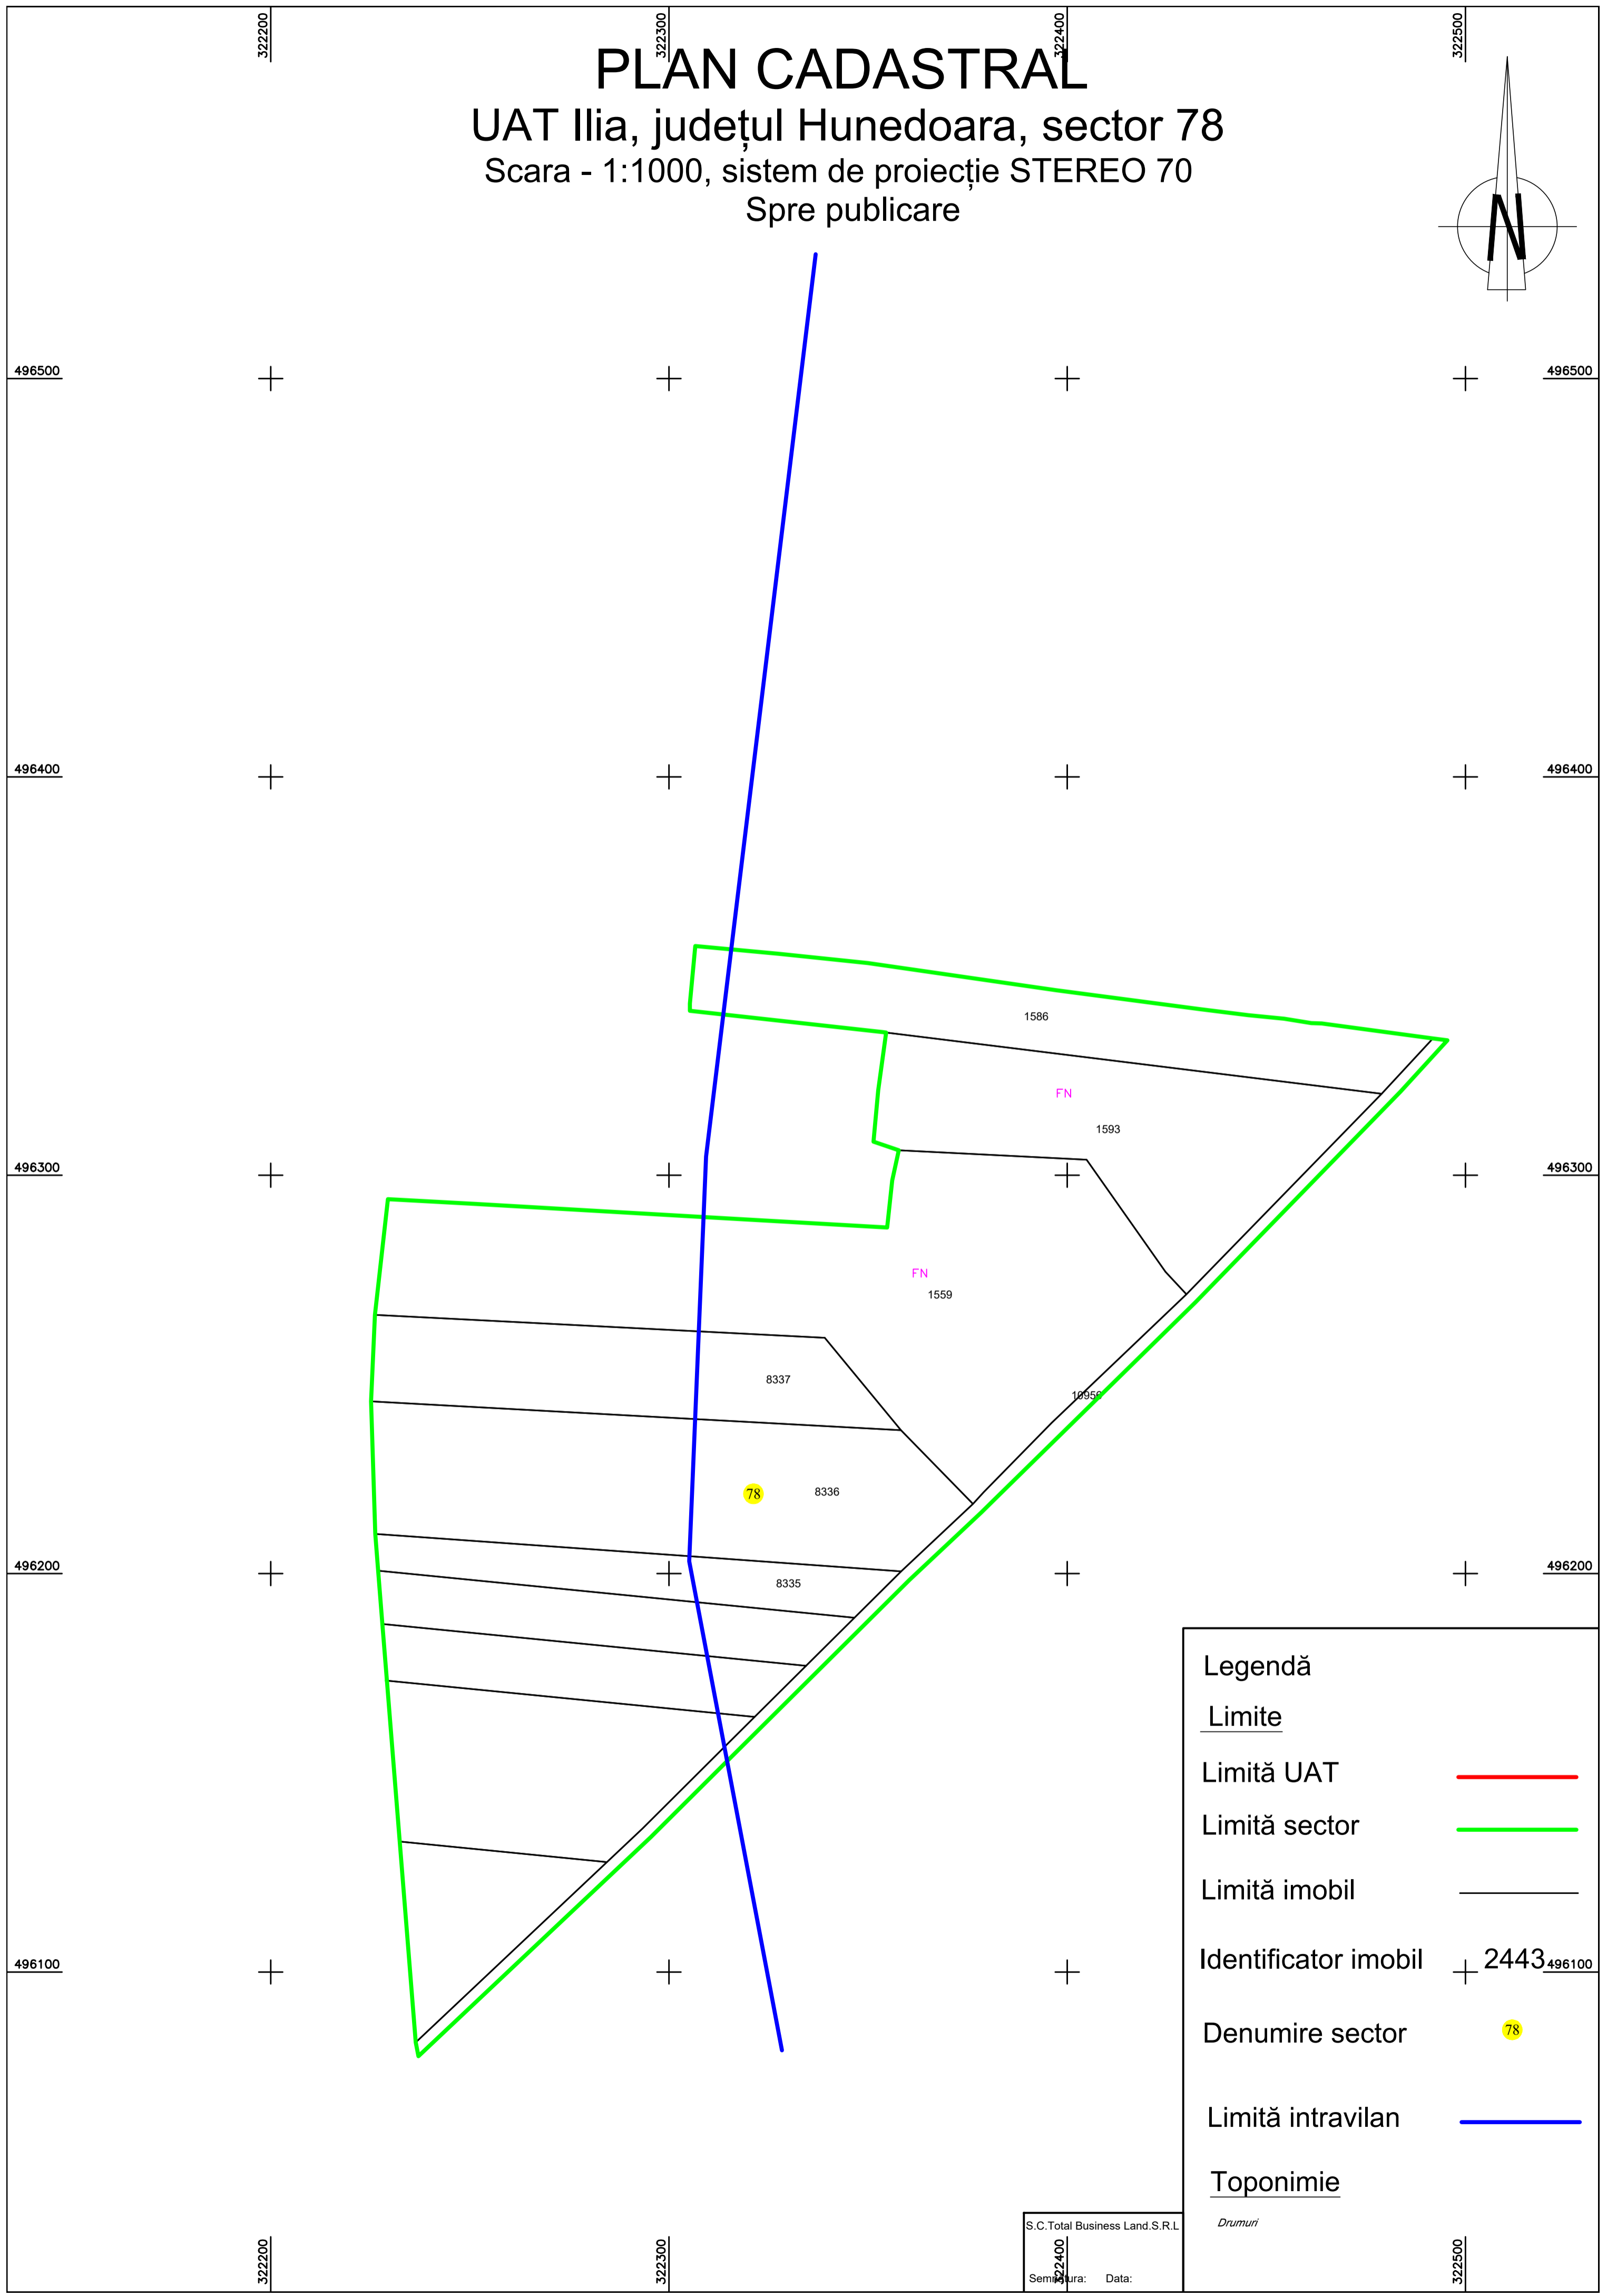 322200
322300
322400
322500
PLAN CADASTRAL
UAT Ilia, județul Hunedoara, sector 78
Scara - 1:1000, sistem de proiecție STEREO 70
Spre publicare
N
496500
496500
496400
496400
1586
FN
1593
496300
496300
FN
1559
8337
8336
78
496200
496200
8335
Legendă
Limite
Limită UAT
Limită sector
Limită imobil
Identificator imobil 2443
496100
496100
Denumire sector 78
Limită intravilan
Toponimie
Drumuri
S.C.Total Business Land.S.R.L
Semnătura: Data:
322200
322300
322400
322500